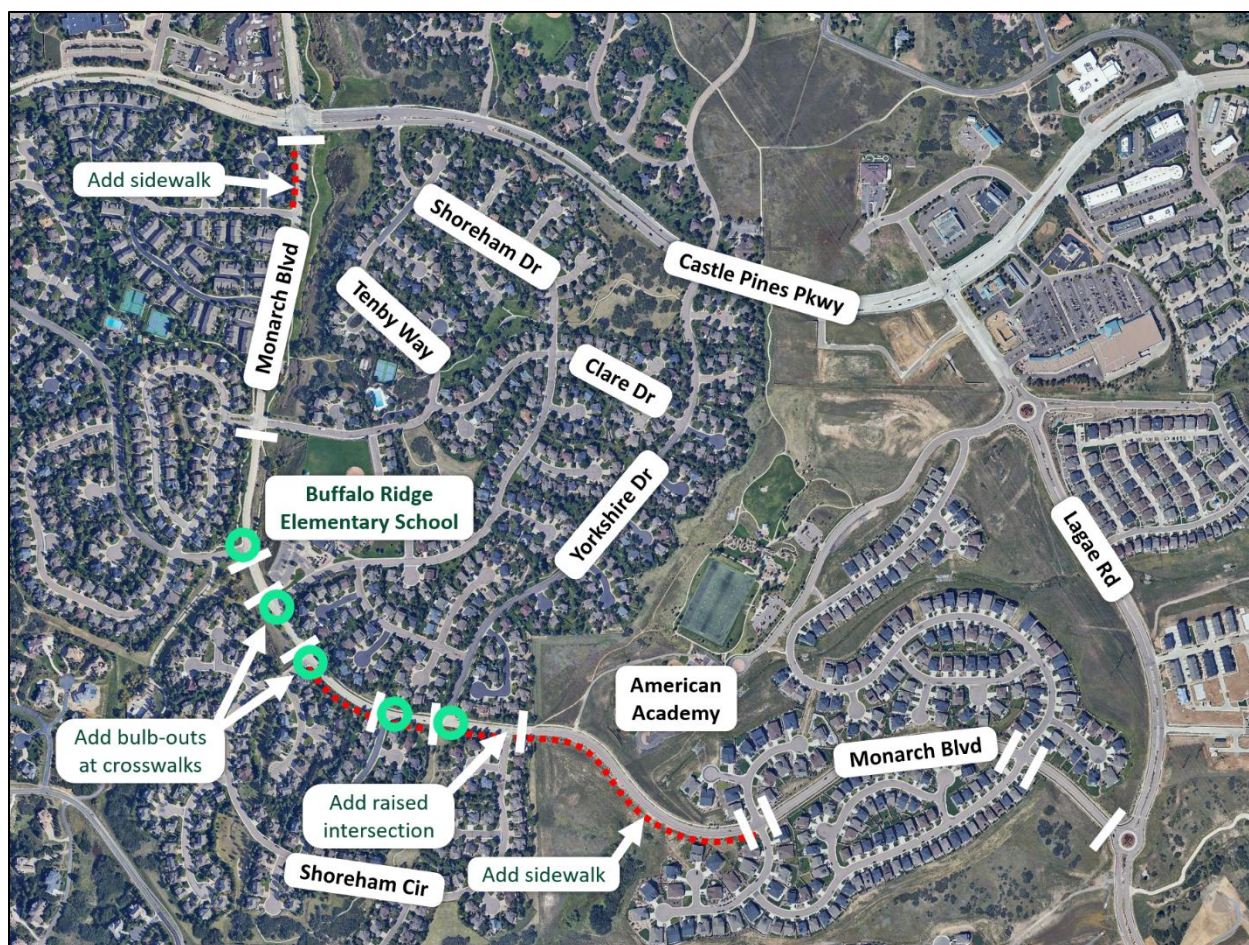 Add sidewalk
Monarch Blvd
Shoreham Dr
Tenby Way
Castle Pines Pkwy
Clare Dr
Buffalo Ridge
Elementary School
Yorkshire Dr
Lagae Rd
American
Academy
Add bulb-outs
at crosswalks
Monarch Blvd
Add raised
intersection
Add sidewalk
Shoreham Cir